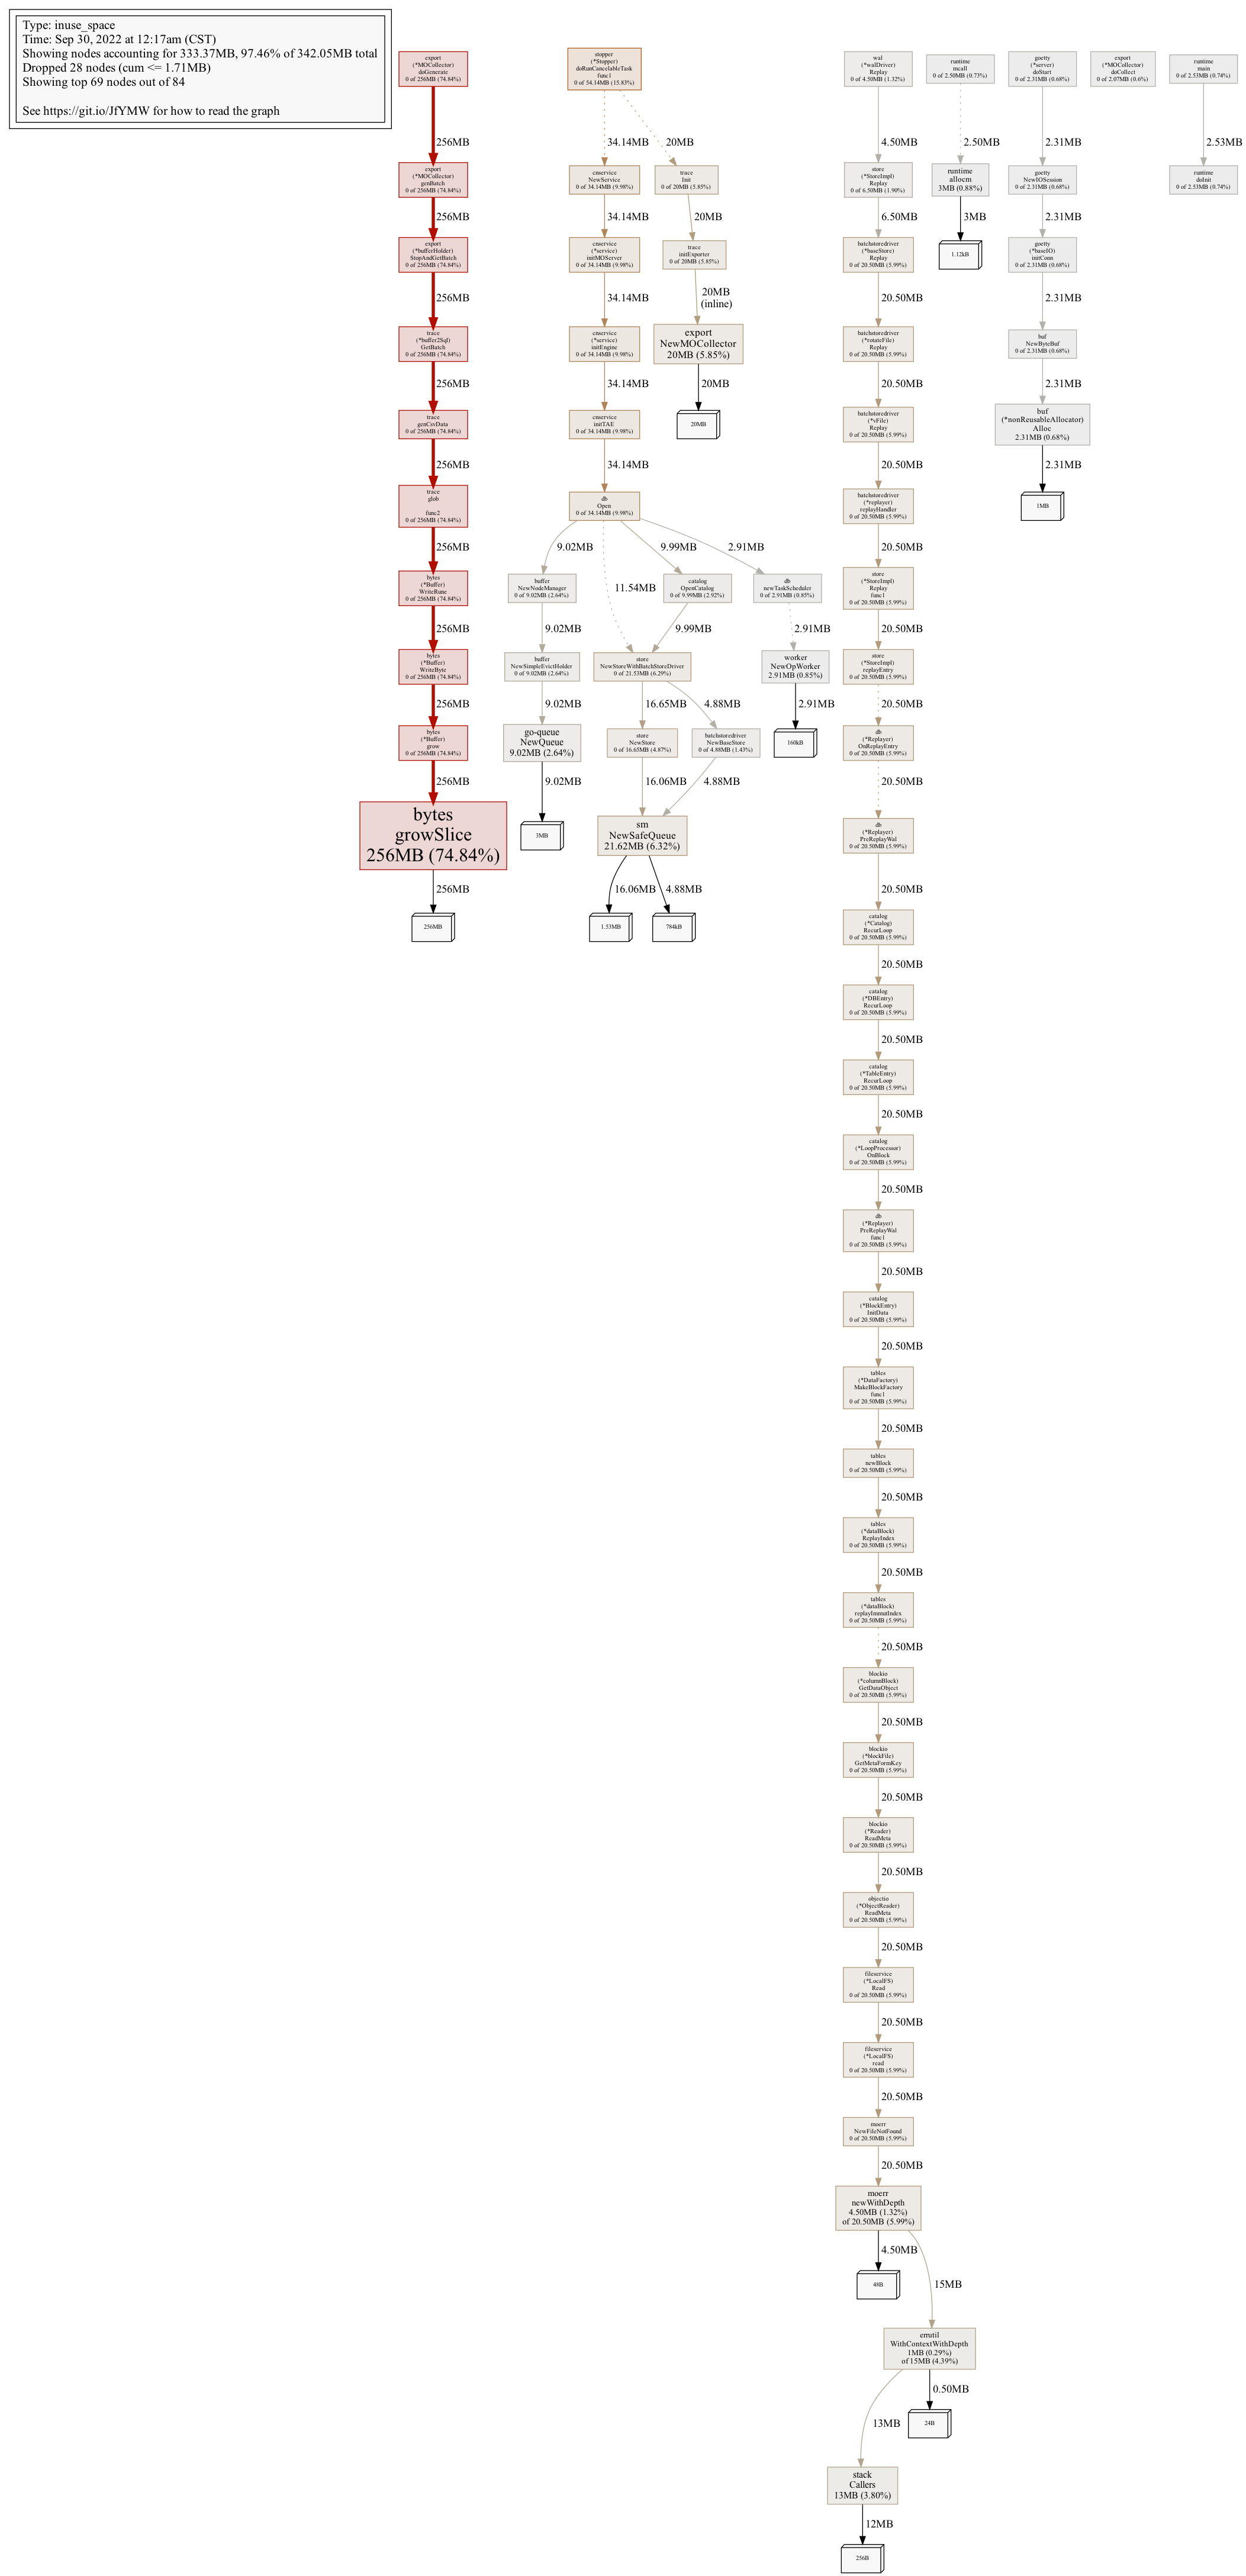 Type: inuse_space
Time: Sep 30, 2022 at 12:17am (CST)
Showing nodes accounting for 333.37MB, 97.46% of 342.05MB total
Dropped 28 nodes (cum <= 1.71MB)
Showing top 69 nodes out of 84
See https://git.io/JfYMW for how to read the graph
export
(*MOCollector)
doGenerate
0 of 256MB (74.84%)
256MB
export
(*MOCollector)
genBatch
0 of 256MB (74.84%)
256MB
export
(*bufferHolder)
StopAndGetBatch
0 of 256MB (74.84%)
256MB
trace
(*buffer2Sql)
GetBatch
0 of 256MB (74.84%)
256MB
trace
genCsvData
0 of 256MB (74.84%)
256MB
trace
glob
func2
0 of 256MB (74.84%)
256MB
bytes
(*Buffer)
WriteRune
0 of 256MB (74.84%)
256MB
bytes
(*Buffer)
WriteByte
0 of 256MB (74.84%)
256MB
bytes
(*Buffer)
grow
0 of 256MB (74.84%)
256MB
bytes
growSlice
256MB (74.84%)
256MB
256MB
stopper
(*Stopper)
doRunCancelableTask
func1
0 of 54.14MB (15.83%)
34.14MB
20MB
cnservice
NewService
0 of 34.14MB (9.98%)
34.14MB
cnservice
(*service)
initMOServer
0 of 34.14MB (9.98%)
34.14MB
cnservice
(*service)
initEngine
0 of 34.14MB (9.98%)
34.14MB
cnservice
initTAE
0 of 34.14MB (9.98%)
34.14MB
db
Open
0 of 34.14MB (9.98%)
trace
Init
0 of 20MB (5.85%)
20MB
trace
initExporter
0 of 20MB (5.85%)
20MB
(inline)
export
NewMOCollector
20MB (5.85%)
20MB
20MB
9.02MB
11.54MB
9.99MB
2.91MB
buffer
NewNodeManager
0 of 9.02MB (2.64%)
9.02MB
buffer
NewSimpleEvictHolder
0 of 9.02MB (2.64%)
9.02MB
go-queue
NewQueue
9.02MB (2.64%)
9.02MB
3MB
catalog
OpenCatalog
0 of 9.99MB (2.92%)
9.99MB
store
NewStoreWithBatchStoreDriver
0 of 21.53MB (6.29%)
16.65MB
4.88MB
store
NewStore
0 of 16.65MB (4.87%)
16.06MB
batchstoredriver
NewBaseStore
0 of 4.88MB (1.43%)
4.88MB
sm
NewSafeQueue
21.62MB (6.32%)
16.06MB
4.88MB
1.53MB
784kB
db
newTaskScheduler
0 of 2.91MB (0.85%)
2.91MB
worker
NewOpWorker
2.91MB (0.85%)
2.91MB
160kB
wal
(*walDriver)
Replay
0 of 4.50MB (1.32%)
4.50MB
store
(*StoreImpl)
Replay
0 of 6.50MB (1.90%)
6.50MB
batchstoredriver
(*baseStore)
Replay
0 of 20.50MB (5.99%)
20.50MB
batchstoredriver
(*rotateFile)
Replay
0 of 20.50MB (5.99%)
20.50MB
batchstoredriver
(*vFile)
Replay
0 of 20.50MB (5.99%)
20.50MB
batchstoredriver
(*replayer)
replayHandler
0 of 20.50MB (5.99%)
20.50MB
store
(*StoreImpl)
Replay
func1
0 of 20.50MB (5.99%)
20.50MB
store
(*StoreImpl)
replayEntry
0 of 20.50MB (5.99%)
20.50MB
db
(*Replayer)
OnReplayEntry
0 of 20.50MB (5.99%)
20.50MB
db
(*Replayer)
PreReplayWal
0 of 20.50MB (5.99%)
20.50MB
catalog
(*Catalog)
RecurLoop
0 of 20.50MB (5.99%)
20.50MB
catalog
(*DBEntry)
RecurLoop
0 of 20.50MB (5.99%)
20.50MB
catalog
(*TableEntry)
RecurLoop
0 of 20.50MB (5.99%)
20.50MB
catalog
(*LoopProcessor)
OnBlock
0 of 20.50MB (5.99%)
20.50MB
db
(*Replayer)
PreReplayWal
func1
0 of 20.50MB (5.99%)
20.50MB
catalog
(*BlockEntry)
InitData
0 of 20.50MB (5.99%)
20.50MB
tables
(*DataFactory)
MakeBlockFactory
func1
0 of 20.50MB (5.99%)
20.50MB
tables
newBlock
0 of 20.50MB (5.99%)
20.50MB
tables
(*dataBlock)
ReplayIndex
0 of 20.50MB (5.99%)
20.50MB
tables
(*dataBlock)
replayImmutIndex
0 of 20.50MB (5.99%)
20.50MB
blockio
(*columnBlock)
GetDataObject
0 of 20.50MB (5.99%)
20.50MB
blockio
(*blockFile)
GetMetaFormKey
0 of 20.50MB (5.99%)
20.50MB
blockio
(*Reader)
ReadMeta
0 of 20.50MB (5.99%)
20.50MB
objectio
(*ObjectReader)
ReadMeta
0 of 20.50MB (5.99%)
20.50MB
fileservice
(*LocalFS)
Read
0 of 20.50MB (5.99%)
20.50MB
fileservice
(*LocalFS)
read
0 of 20.50MB (5.99%)
20.50MB
moerr
NewFileNotFound
0 of 20.50MB (5.99%)
20.50MB
moerr
newWithDepth
4.50MB (1.32%)
of 20.50MB (5.99%)
4.50MB
15MB
48B
errutil
WithContextWithDepth
1MB (0.29%)
of 15MB (4.39%)
0.50MB
13MB
24B
stack
Callers
13MB (3.80%)
12MB
256B
runtime
mcall
0 of 2.50MB (0.73%)
2.50MB
runtime
allocm
3MB (0.88%)
3MB
1.12kB
goetty
(*server)
doStart
0 of 2.31MB (0.68%)
2.31MB
goetty
NewIOSession
0 of 2.31MB (0.68%)
2.31MB
goetty
(*baseIO)
initConn
0 of 2.31MB (0.68%)
2.31MB
buf
NewByteBuf
0 of 2.31MB (0.68%)
2.31MB
buf
(*nonReusableAllocator)
Alloc
2.31MB (0.68%)
2.31MB
1MB
export
(*MOCollector)
doCollect
0 of 2.07MB (0.6%)
runtime
main
0 of 2.53MB (0.74%)
2.53MB
runtime
doInit
0 of 2.53MB (0.74%)